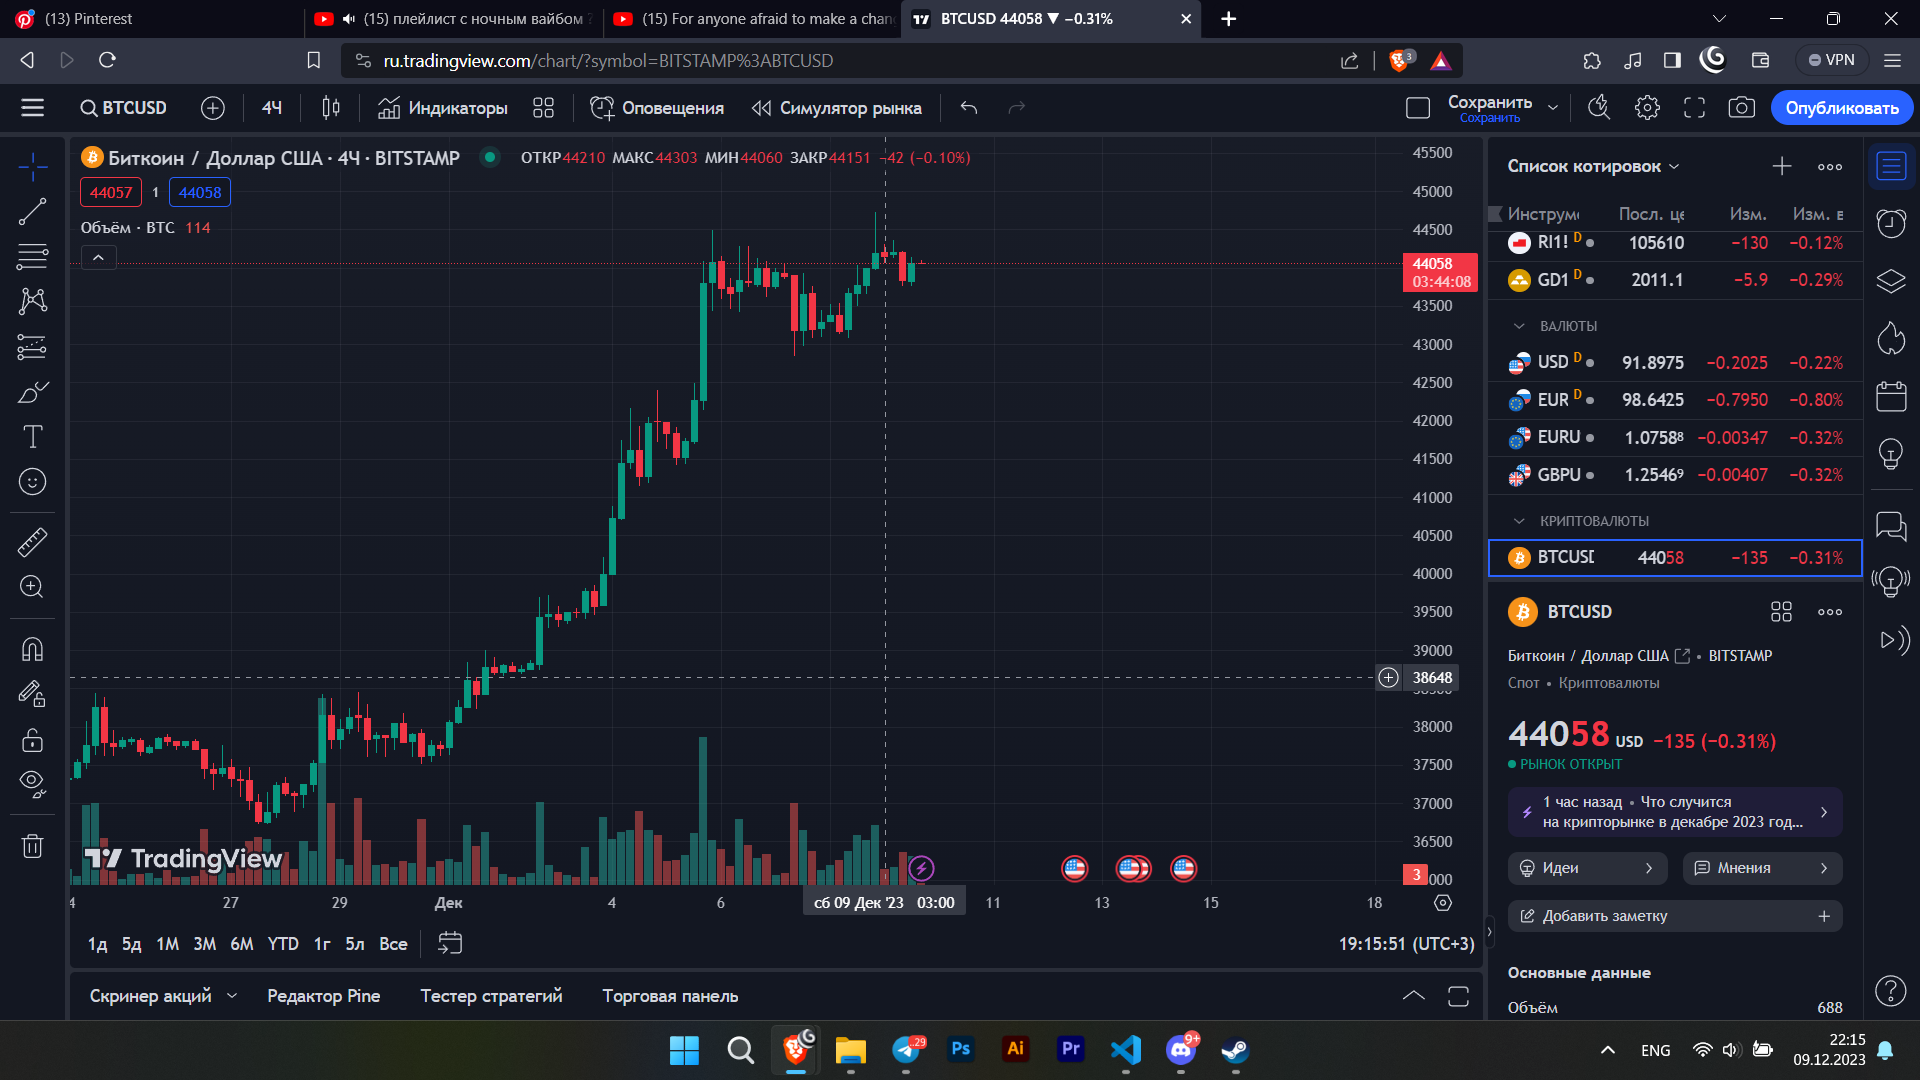 (13) Pinterest
(15) плейлист с ночным вайбом
(15) For anyone afraid to make a chan
BTCUSD 44058 ▼ −0.31%
ru.tradingview.com/chart/?symbol=BITSTAMP%3ABTCUSD
3
VPN
BTCUSD
4Ч
Индикаторы
Оповещения
Симулятор рынка
Сохранить
Сохранить
Опубликовать
Биткоин / Доллар США · 4Ч · BITSTAMP
ОТКР44210 МАКС44303 МИН44060 ЗАКР44151 −42 (−0.10%)
44057
1
44058
Объём · BTC 114
45500
45000
44500
44058
03:44:08
43500
43000
42500
42000
41500
41000
40500
40000
39500
39000
38648
38000
37500
37000
36500
3
000
TradingView
27
29
Дек
4
6
сб 09 Дек '23 03:00
11
13
15
18
1д 5д 1М 3М 6М YTD 1г 5л Все
19:15:51 (UTC+3)
Скринер акций
Редактор Pine
Тестер стратегий
Торговая панель
Список котировок
Инструм Посл. це Изм. Изм. в
RI1! D 105610 −130 −0.12%
GD1 D 2011.1 −5.9 −0.29%
ВАЛЮТЫ
USD D 91.8975 −0.2025 −0.22%
EUR D 98.6425 −0.7950 −0.80%
EURU 1.07588 −0.00347 −0.32%
GBPU 1.25469 −0.00407 −0.32%
КРИПТОВАЛЮТЫ
BTCUSD 44058 −135 −0.31%
BTCUSD
Биткоин / Доллар США • BITSTAMP
Спот • Криптовалюты
44058 USD −135 (−0.31%)
РЫНОК ОТКРЫТ
1 час назад • Что случится
на крипторынке в декабре 2023 год...
Идеи
Мнения
Добавить заметку
Основные данные
Объём 688
Ps
Ai
Pr
..29
9+
ENG
22:15
09.12.2023